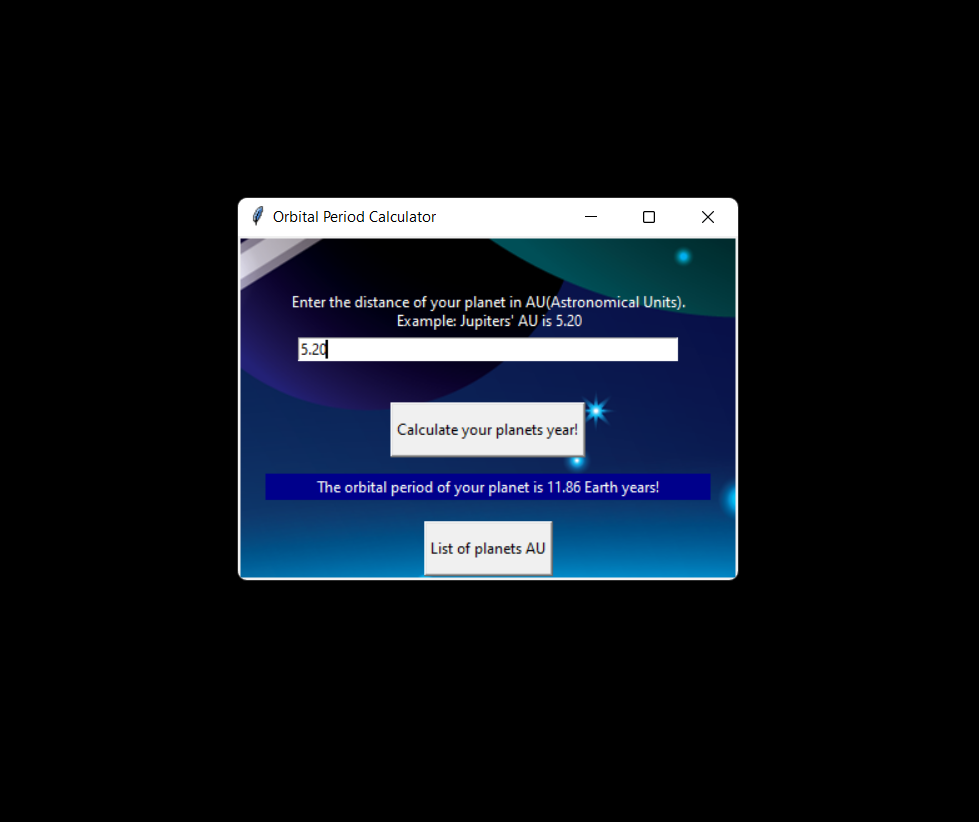 Orbital Period Calculator
Enter the distance of your planet in AU(Astronomical Units).
Example: Jupiters' AU is 5.20
5.20
Calculate your planets year!
The orbital period of your planet is 11.86 Earth years!
List of planets AU